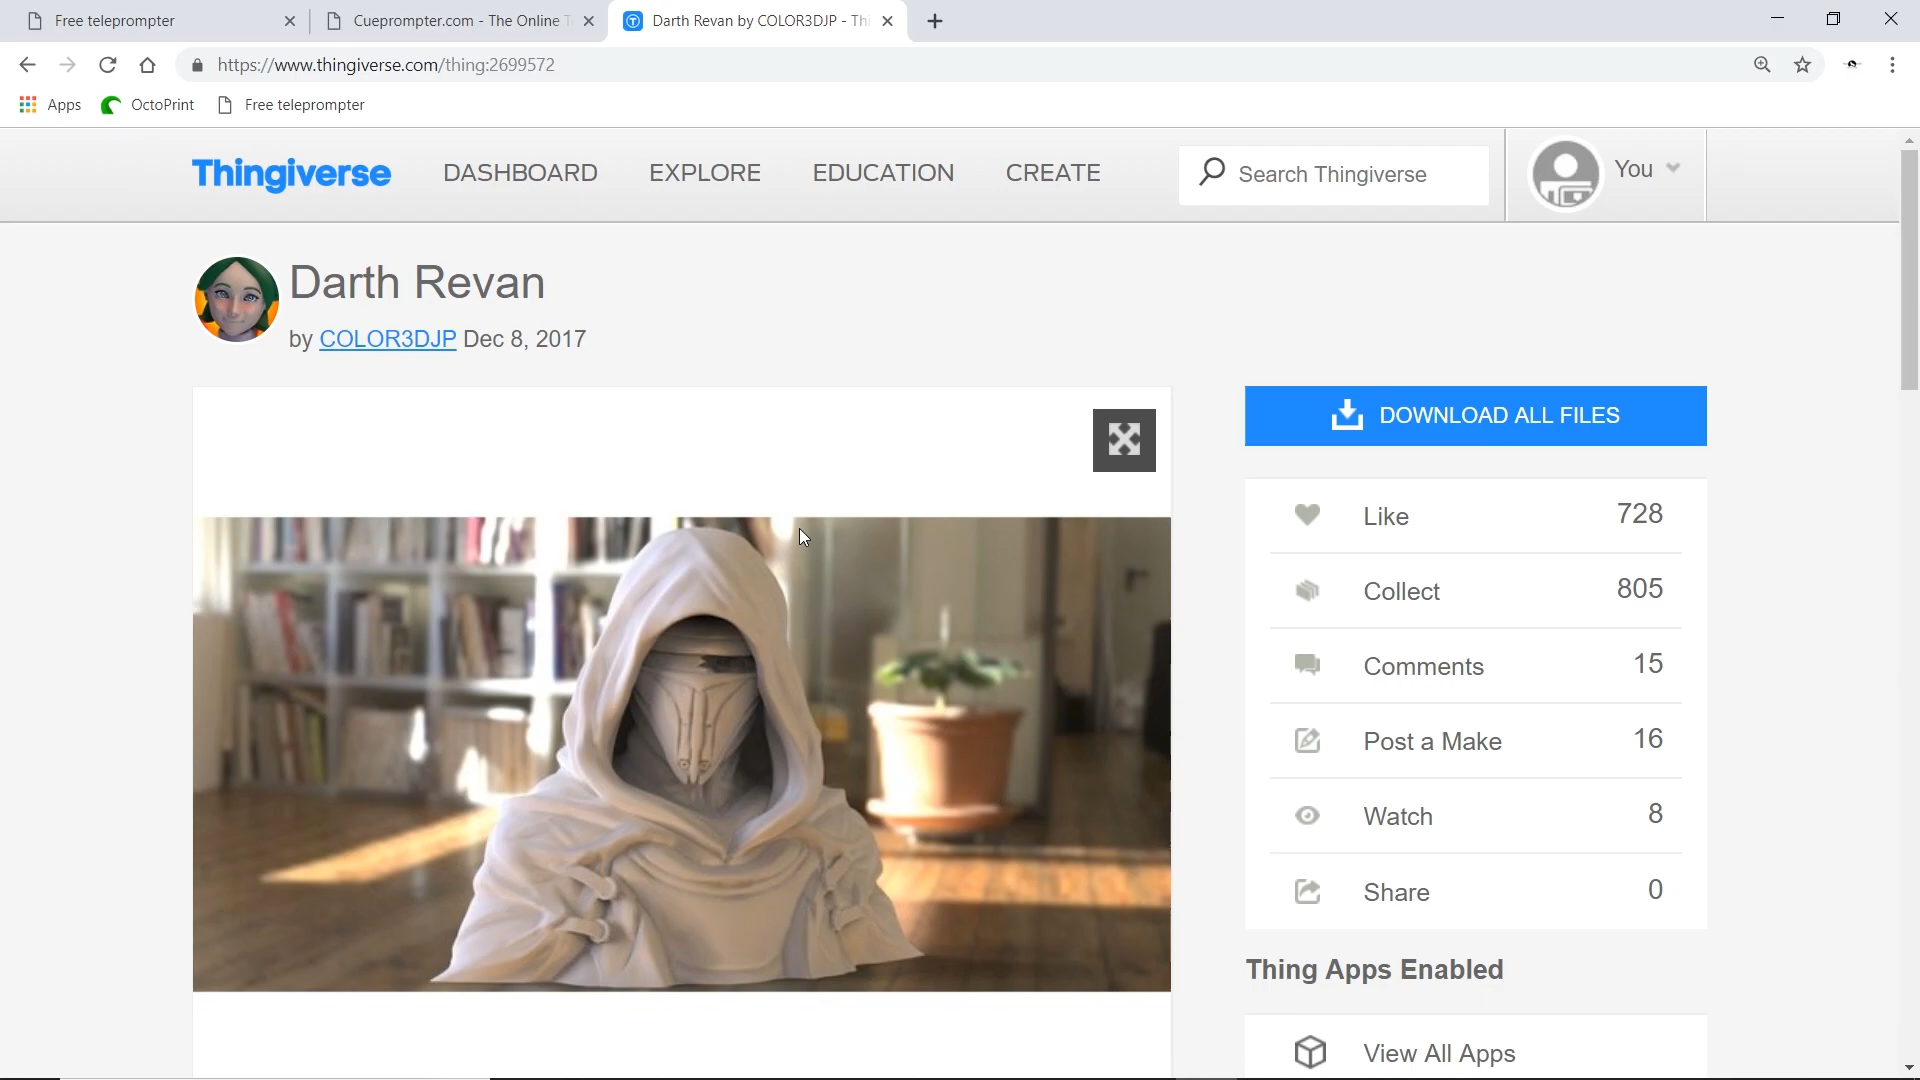 Free teleprompter
Cueprompter.com - The Online T
Darth Revan by COLOR3DJP - Thi
https://www.thingiverse.com/thing:2699572
Apps
OctoPrint
Free teleprompter
Thingiverse
DASHBOARD
EXPLORE
EDUCATION
CREATE
Search Thingiverse
You
Darth Revan
by COLOR3DJP Dec 8, 2017
DOWNLOAD ALL FILES
Like 728
Collect 805
Comments 15
Post a Make 16
Watch 8
Share 0
Thing Apps Enabled
View All Apps